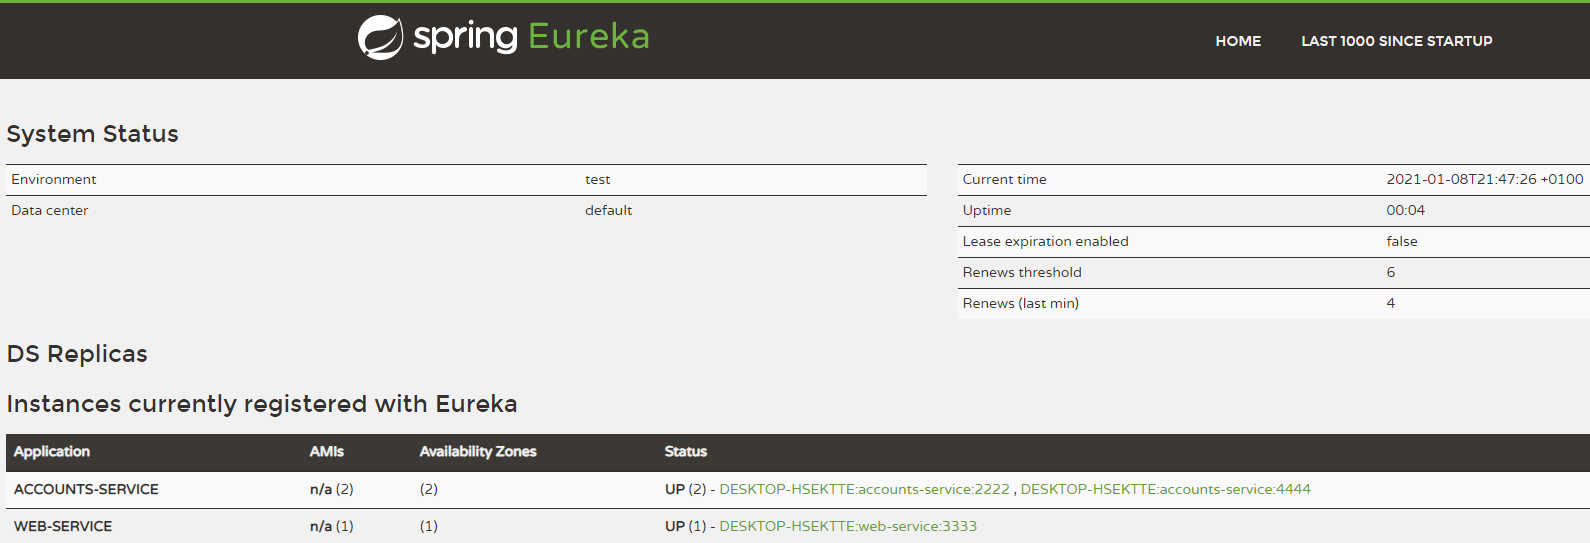 spring Eureka
HOME LAST 1000 SINCE STARTUP
System Status
Environment test
Data center default
Current time 2021-01-08T21:47:26 +0100
Uptime 00:04
Lease expiration enabled false
Renews threshold 6
Renews (last min) 4
DS Replicas
Instances currently registered with Eureka
Application AMIs Availability Zones Status
ACCOUNTS-SERVICE n/a (2) (2) UP (2) - DESKTOP-HSEKTTE:accounts-service:2222 , DESKTOP-HSEKTTE:accounts-service:4444
WEB-SERVICE n/a (1) (1) UP (1) - DESKTOP-HSEKTTE:web-service:3333